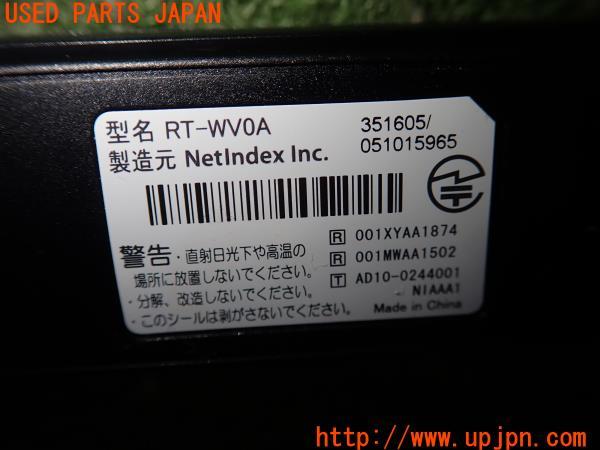 USED PARTS JAPAN
型名 RT-WV0A
351605/
051015965
製造元 NetIndex Inc.
警告・直射日光下や高温の
場所に放置しないでください。
・分解、改造しないでください。
・このシールは剥がさないでください。
R 001XYAA1874
R 001MWAA1502
T AD10-0244001
NIAAA1
Made in China
UPJ
http://www.upjpn.com